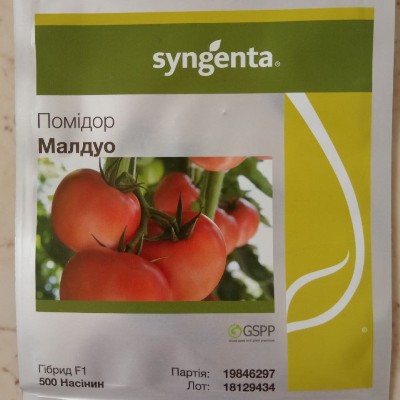 syngenta®
Помідор
Малдуо
GSPP
®
Гібрид F1
500 Насінин
Партія: 19846297
Лот: 18129434